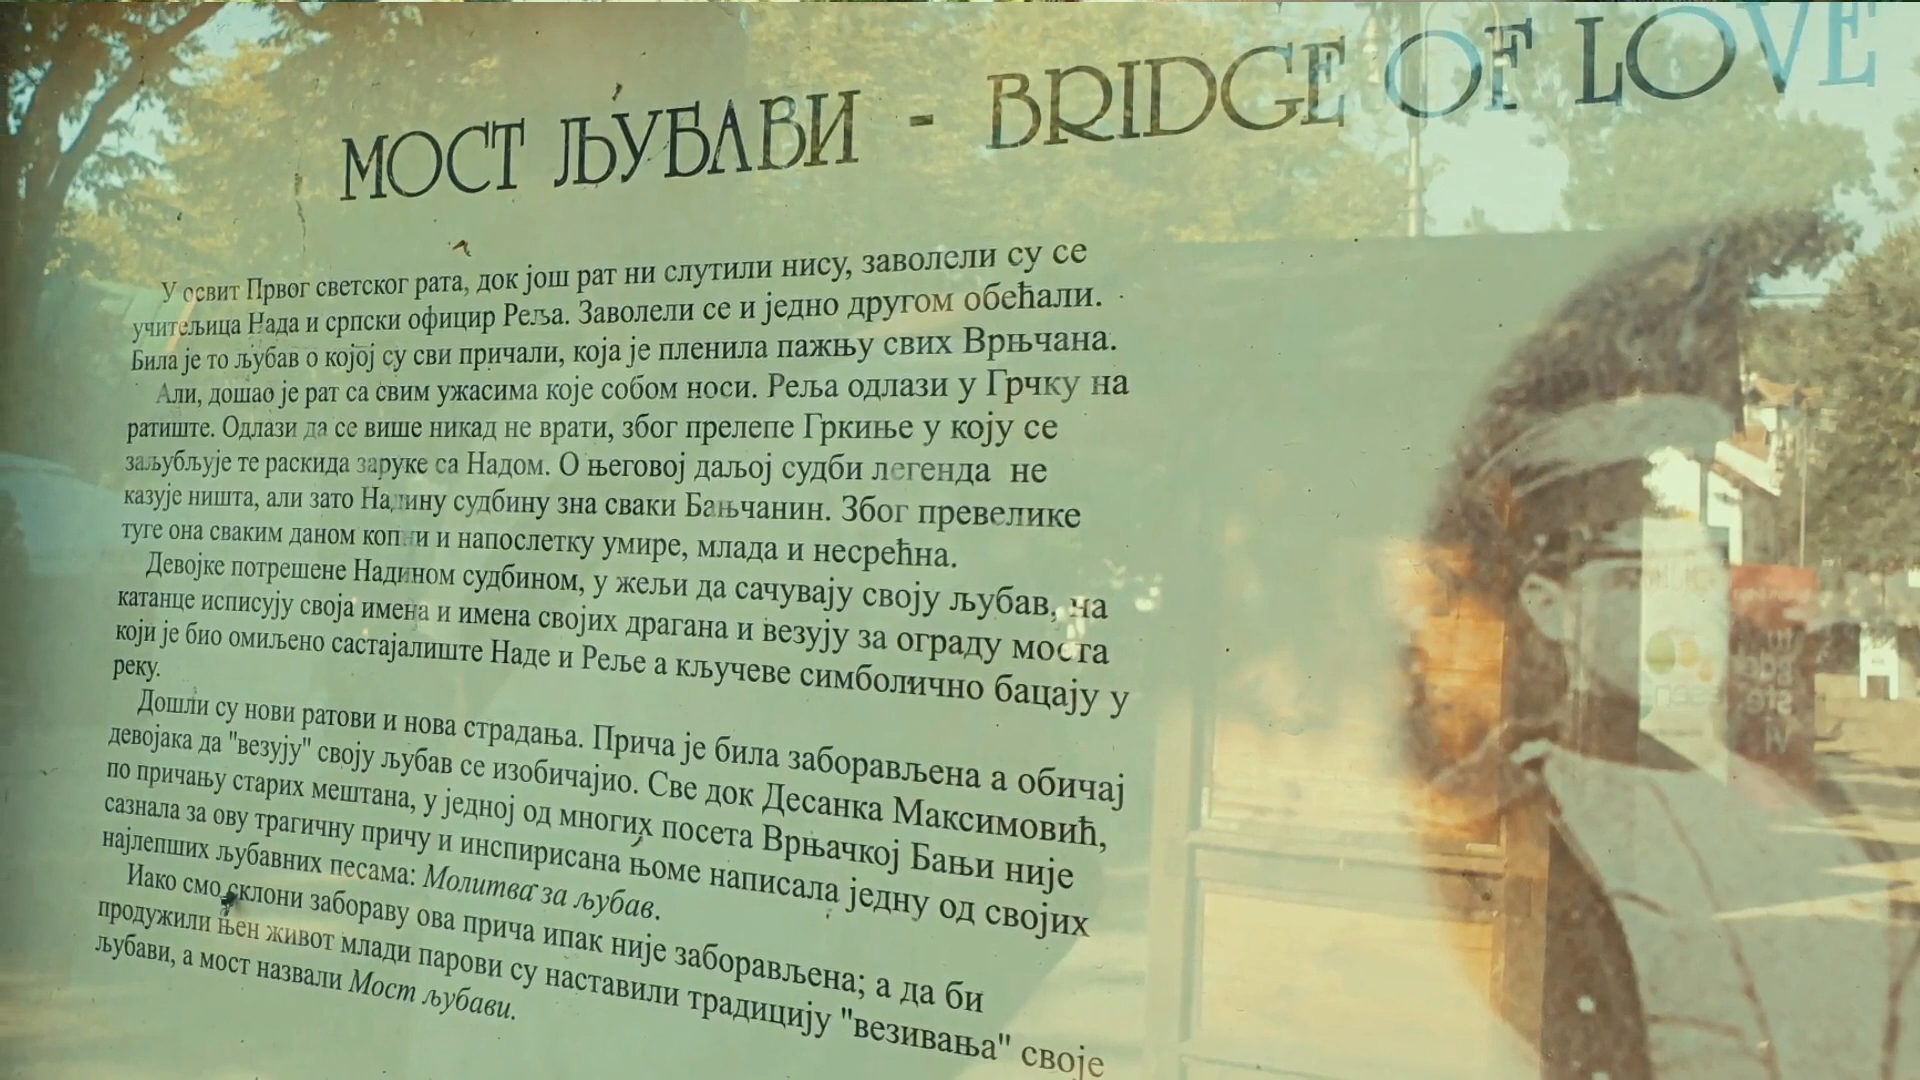 МОСТ ЉУБАВИ - BRIDGE OF LOVE
У освит Првог светског рата, док још рат ни слутили нису, заволели су се
учитељица Нада и српски официр Реља. Заволели се и једно другом обећали.
Била је то љубав о којој су сви причали, која је пленила пажњу свих Врњчана.
Али, дошао је рат са свим ужасима које собом носи. Реља одлази у Грчку на
ратиште. Одлази да се више никад не врати, због прелепе Гркиње у коју се
заљубљује те раскида заруке са Надом. О његовој даљој судби легенда не
казује ништа, али зато Надину судбину зна сваки Бањчанин. Због превелике
туге она сваким даном копни и напослетку умире, млада и несрећна.
Девојке потрешене Надином судбином, у жељи да сачувају своју љубав, на
катанце исписују своја имена и имена својих драгана и везују за ограду моста
који је био омиљено састајалиште Наде и Реље а кључеве симболично бацају у
реку.
Дошли су нови ратови и нова страдања. Прича је била заборављена а обичај
девојака да "везују" своју љубав се изобичајио. Све док Десанка Максимовић,
по причању старих мештана, у једној од многих посета Врњачкој Бањи није
сазнала за ову трагичну причу и инспирисана њоме написала једну од својих
најлепших љубавних песама: Молитва за љубав.
Иако смо склони забораву ова прича ипак није заборављена; а да би
продужили њен живот млади парови су наставили традицију "везивања" своје
љубави, а мост назвали Мост љубави.